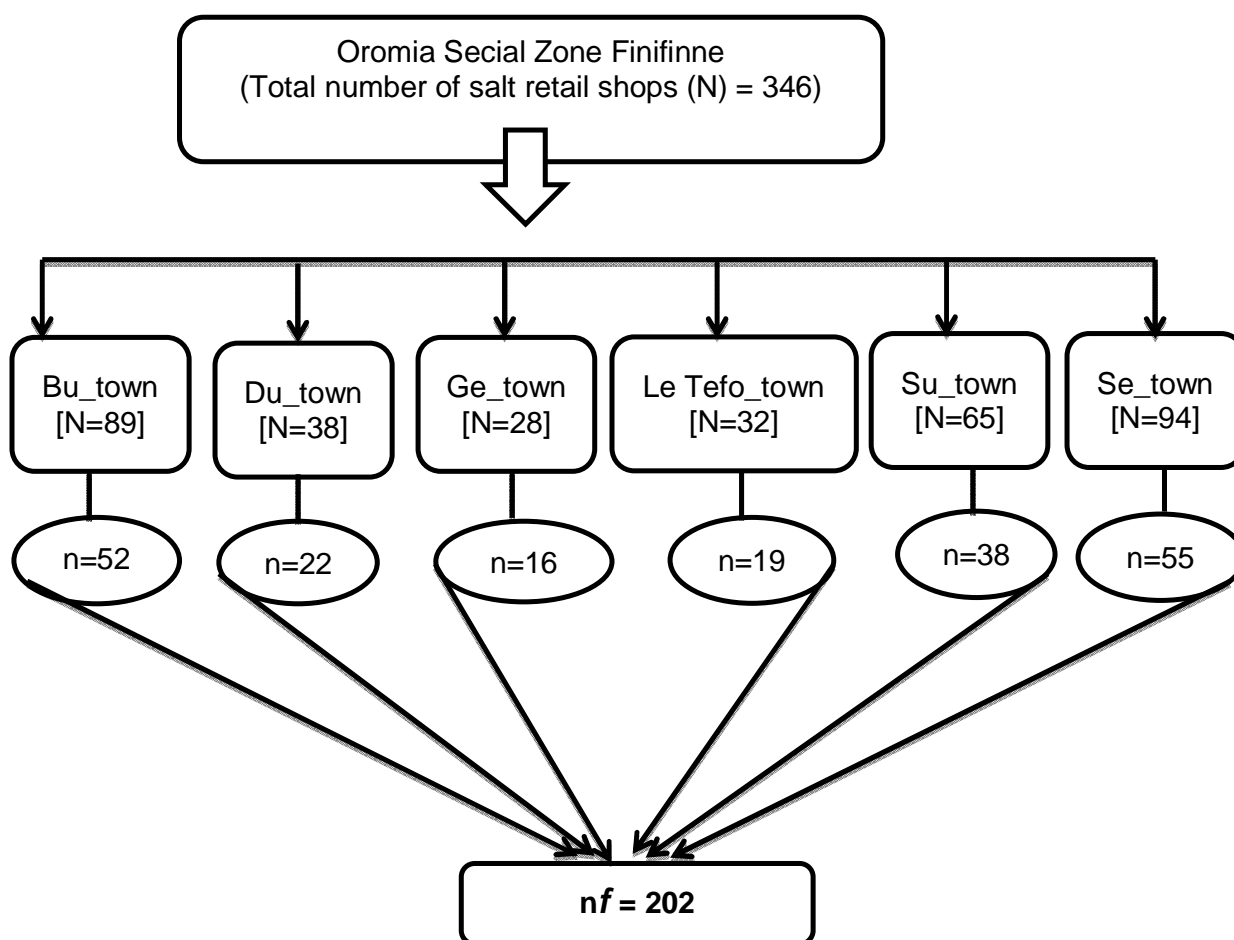 Oromia Secial Zone Finifinne
(Total number of salt retail shops (N) = 346)
Bu_town
[N=89]
Du_town
[N=38]
Ge_town
[N=28]
Le Tefo_town
[N=32]
Su_town
[N=65]
Se_town
[N=94]
n=52
n=22
n=16
n=19
n=38
n=55
nf = 202